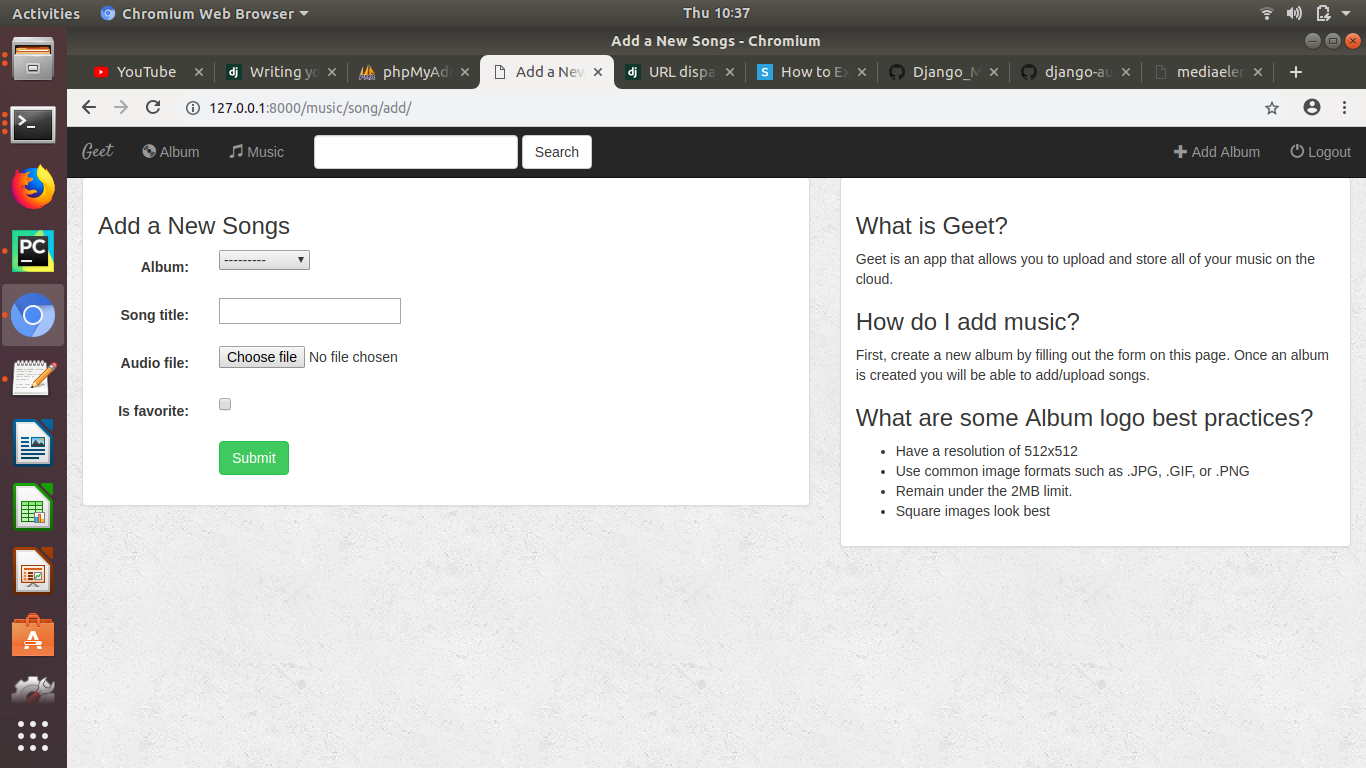 Activities Chromium Web Browser Thu 10:37
Add a New Songs - Chromium
YouTube Writing yo phpMyAd Add a New URL dispa How to Ex Django_M django-au mediaeler
127.0.0.1:8000/music/song/add/
Geet Album Music Search Add Album Logout
Add a New Songs
Album: ---------
Song title:
Audio file: Choose file No file chosen
Is favorite:
Submit
What is Geet?
Geet is an app that allows you to upload and store all of your music on the
cloud.
How do I add music?
First, create a new album by filling out the form on this page. Once an album
is created you will be able to add/upload songs.
What are some Album logo best practices?
• Have a resolution of 512x512
• Use common image formats such as .JPG, .GIF, or .PNG
• Remain under the 2MB limit.
• Square images look best